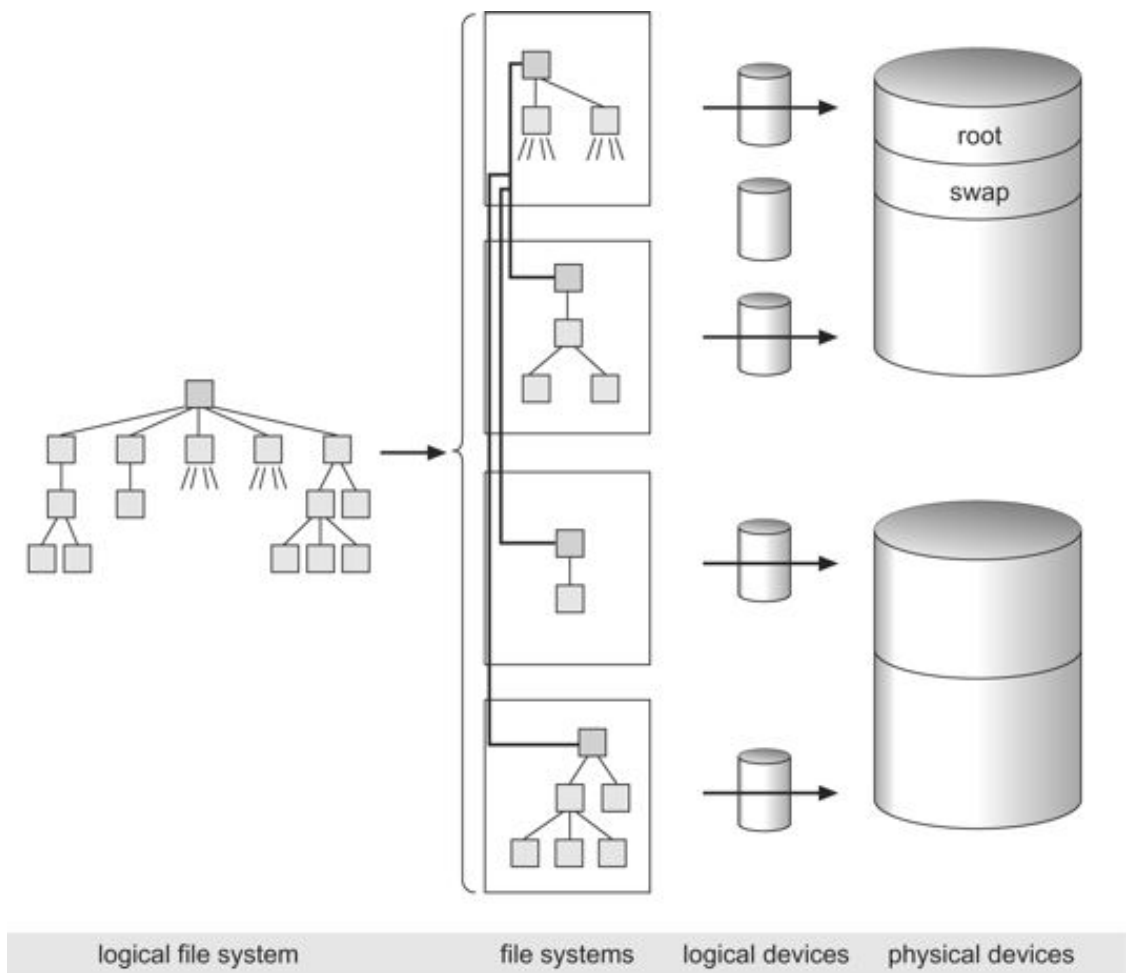 root
swap
logical file system
file systems
logical devices
physical devices